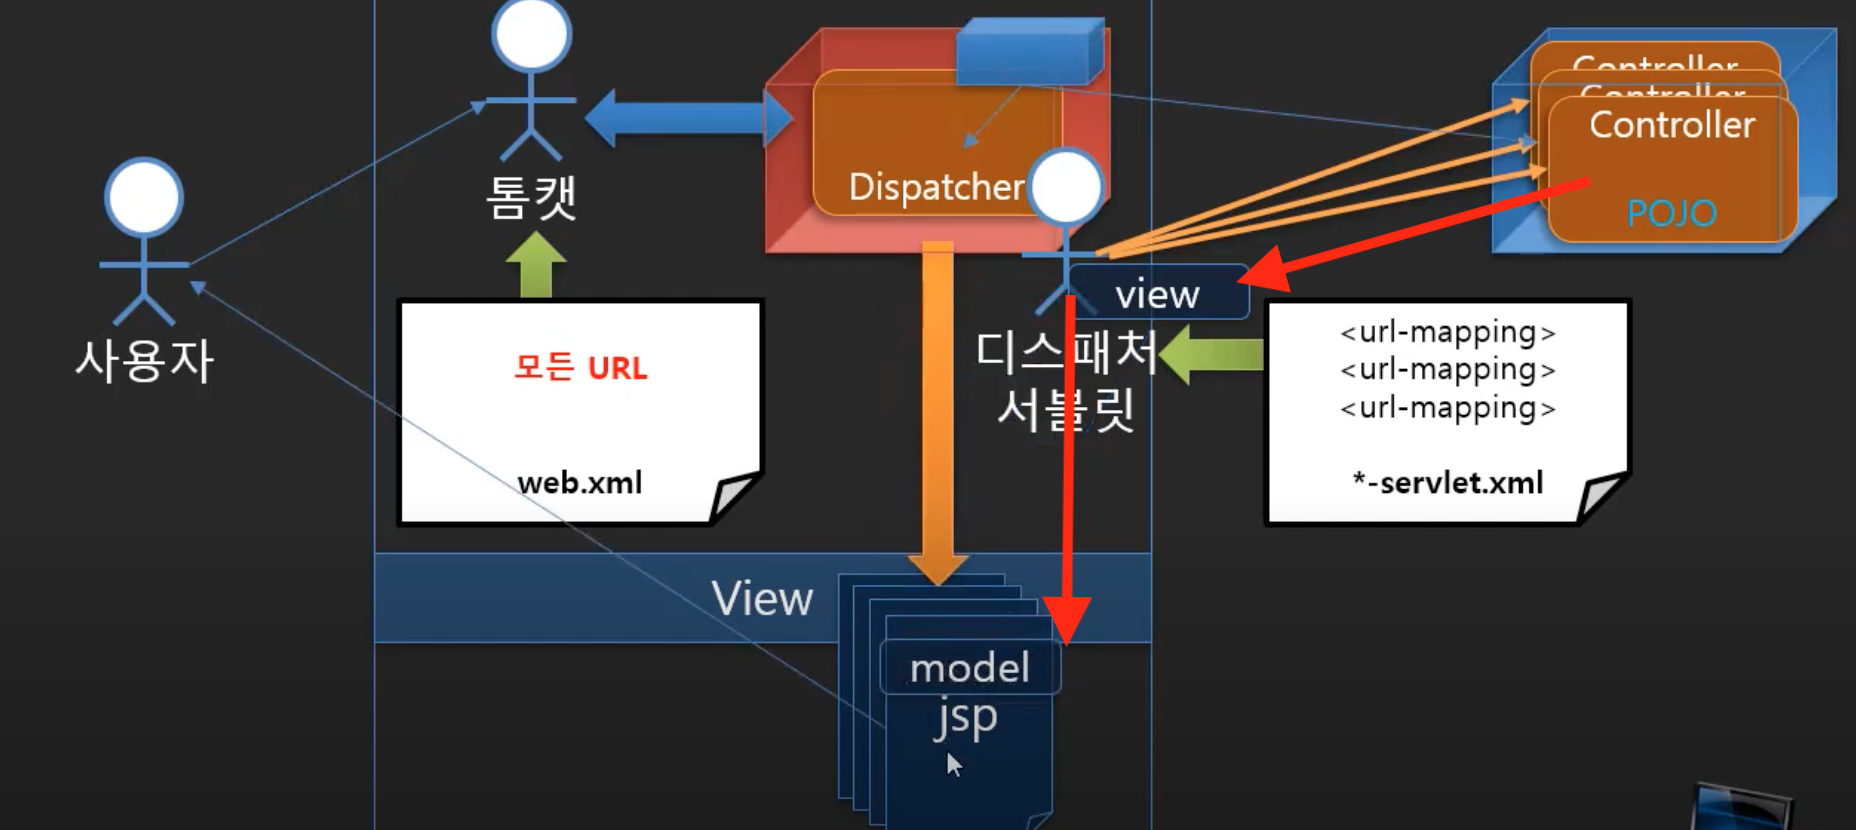 Controller
Controller
Controller
POJO
Dispatcher
톰캣
사용자
view
디스패처
서블릿
모든 URL
web.xml
<url-mapping>
<url-mapping>
<url-mapping>
*-servlet.xml
View
model
jsp